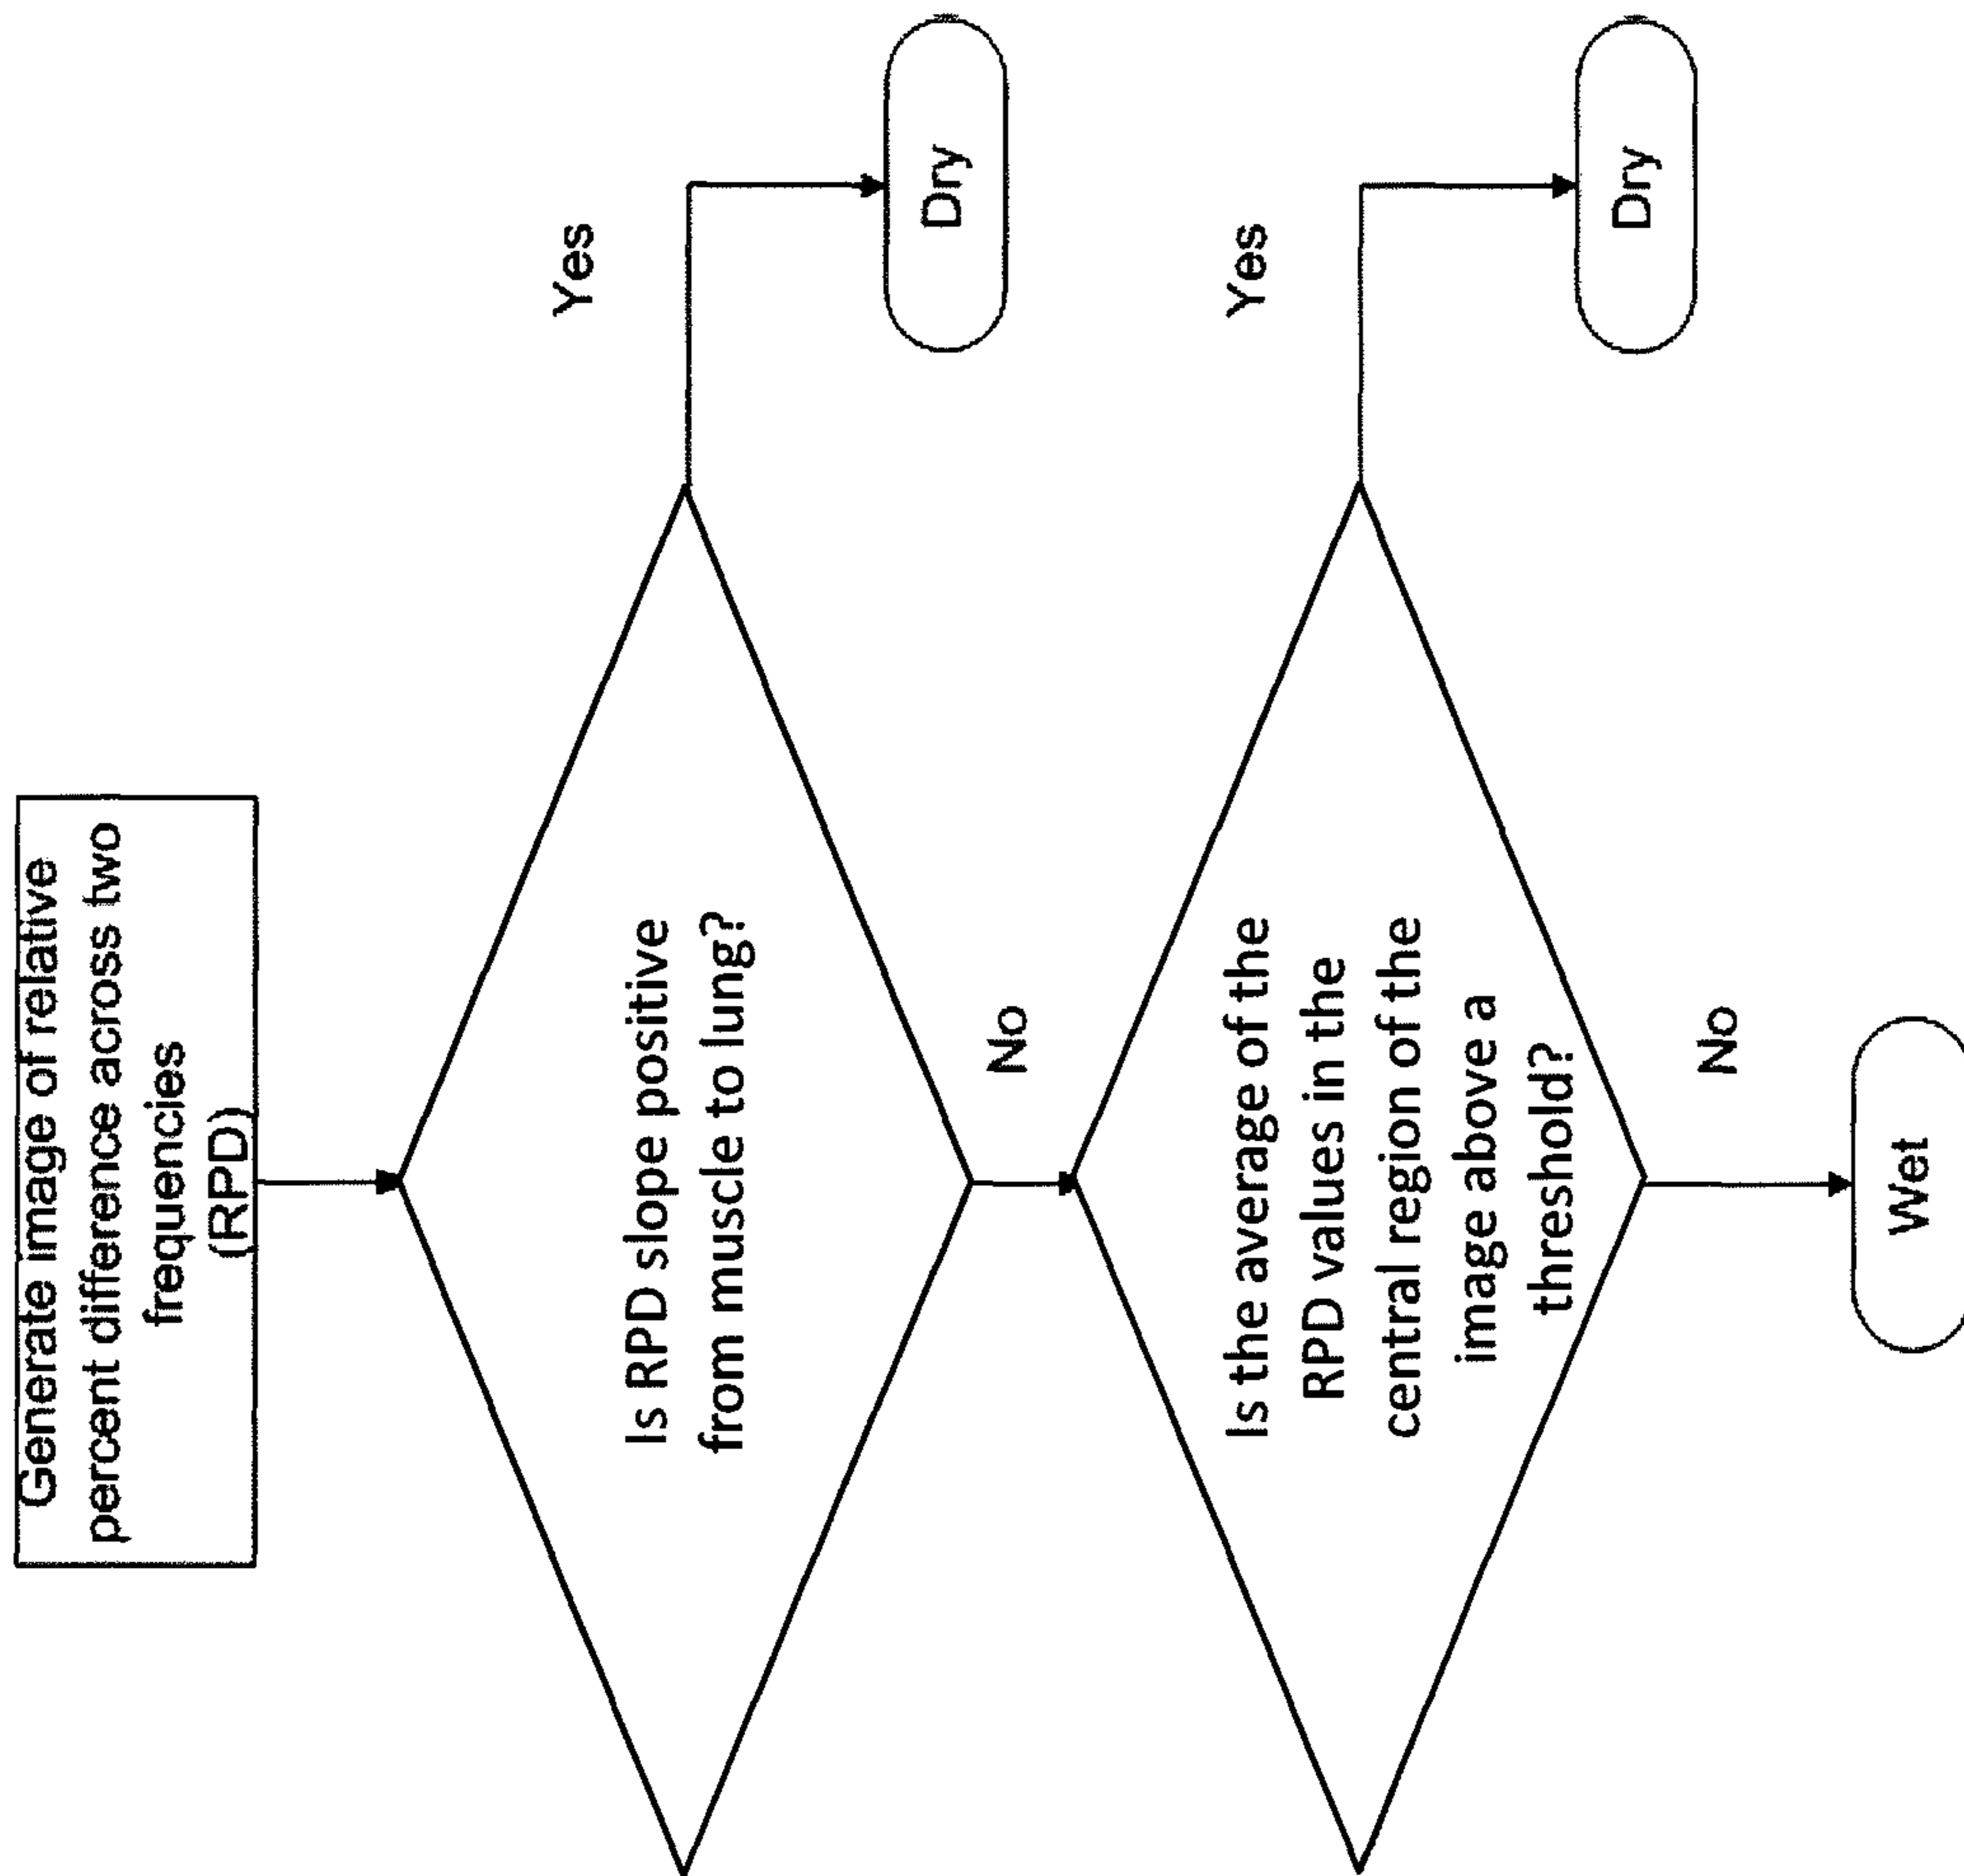 Generate image of relative
percent difference across two
frequencies
(RPD)
Is RPD slope positive
from muscle to lung?
Yes
Dry
No
Is the average of the
RPD values in the
central region of the
image above a
threshold?
Yes
Dry
No
Wet